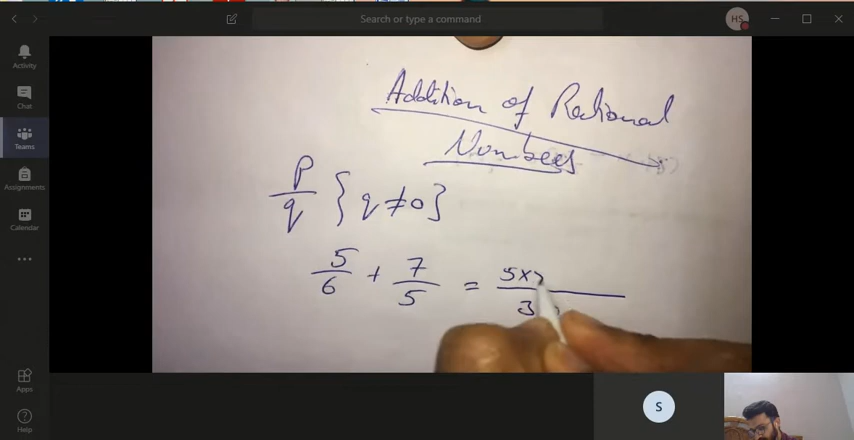 Search or type a command
HS
Activity
Chat
Teams
Assignments
Calendar
Apps
Help
Addition of Rational
Numbers
p/q {q≠0}
5/6 + 7/5 = 5×
3
S